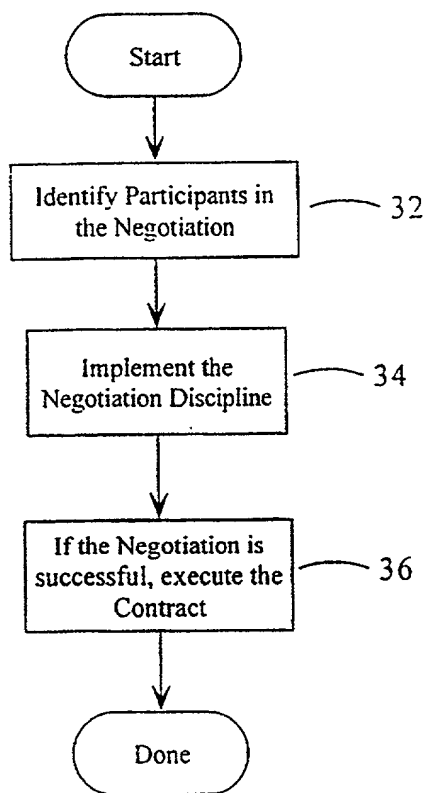 Start
Identify Participants in
the Negotiation
32
Implement the
Negotiation Discipline
34
If the Negotiation is
successful, execute the
Contract
36
Done